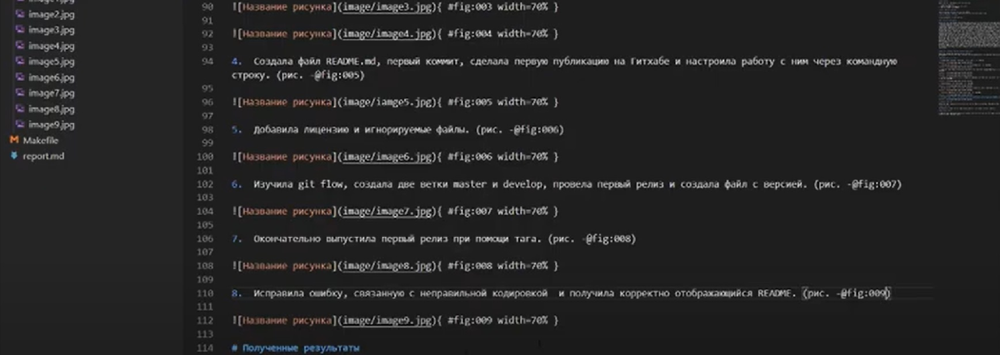 image2.jpg
image3.jpg
image4.jpg
image5.jpg
image6.jpg
image7.jpg
image8.jpg
image9.jpg
Makefile
report.md
90 ![Название рисунка](image/image3.jpg){ #fig:003 width=70% }
91
92 ![Название рисунка](image/image4.jpg){ #fig:004 width=70% }
93
94 4. Создала файл README.md, первый коммит, сделала первую публикацию на Гитхабе и настроила работу с ним через командную
строку. (рис. -@fig:005)
95
96 ![Название рисунка](image/iamge5.jpg){ #fig:005 width=70% }
97
98 5. Добавила лицензию и игнорируемые файлы. (рис. -@fig:006)
99
100 ![Название рисунка](image/image6.jpg){ #fig:006 width=70% }
101
102 6. Изучила git flow, создала две ветки master и develop, провела первый релиз и создала файл с версией. (рис. -@fig:007)
103
104 ![Название рисунка](image/image7.jpg){ #fig:007 width=70% }
105
106 7. Окончательно выпустила первый релиз при помощи тага. (рис. -@fig:008)
107
108 ![Название рисунка](image/image8.jpg){ #fig:008 width=70% }
109
110 8. Исправила ошибку, связанную с неправильной кодировкой  и получила корректно отображающийся README. (рис. -@fig:009)
111
112 ![Название рисунка](image/image9.jpg){ #fig:009 width=70% }
113
114 # Полученные результаты